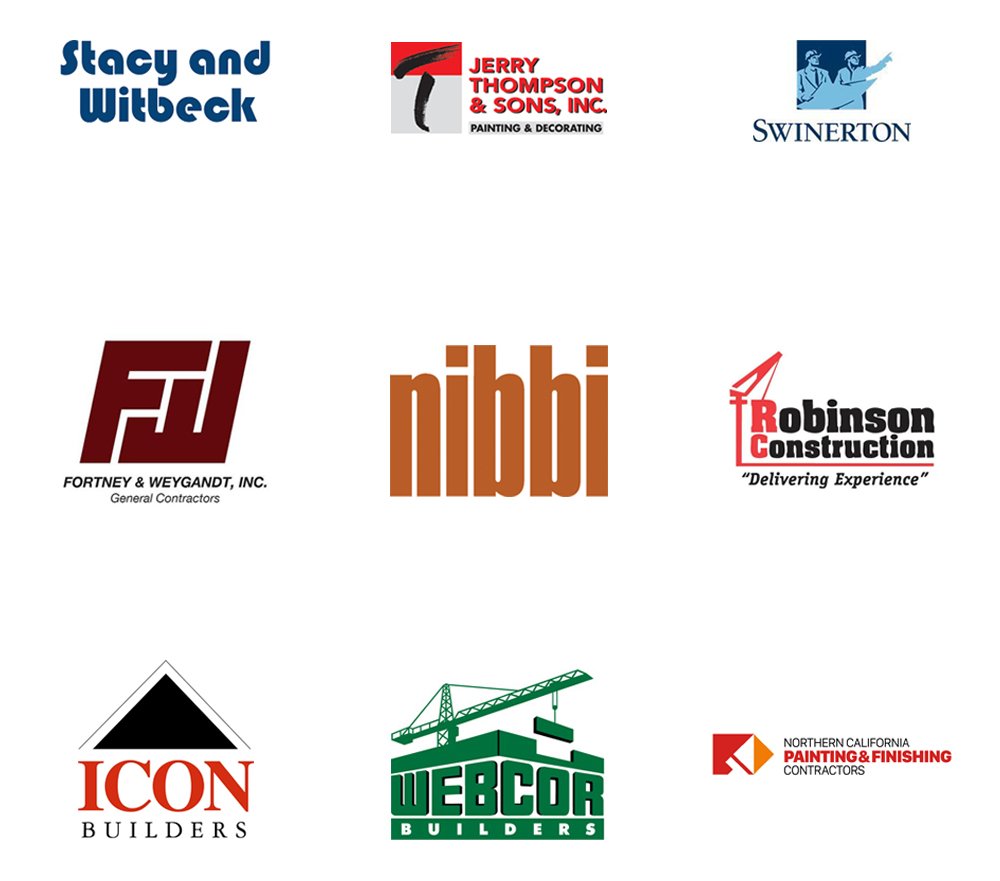 Stacy and
Witbeck
JERRY
THOMPSON
& SONS, INC.
PAINTING & DECORATING
SWINERTON
FW
FORTNEY & WEYGANDT, INC.
General Contractors
nibbi
Robinson
Construction
“Delivering Experience”
ICON
BUILDERS
WEBCOR
BUILDERS
NORTHERN CALIFORNIA
PAINTING & FINISHING
CONTRACTORS